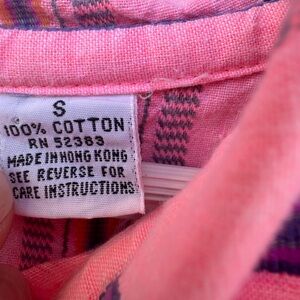 S
100% COTTON
RN 52383
MADE IN HONG KONG
SEE REVERSE FOR
CARE INSTRUCTIONS